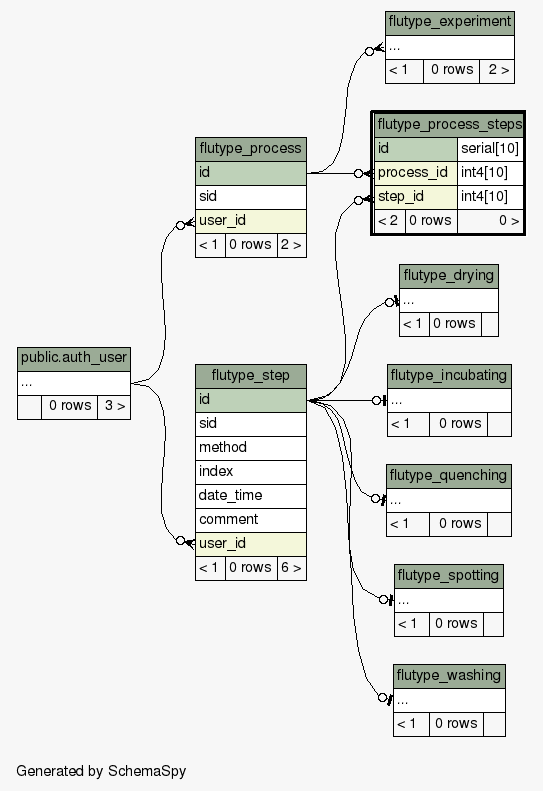 flutype_experiment
...
< 1 0 rows 2 >
flutype_process_steps
id serial[10]
process_id int4[10]
step_id int4[10]
< 2 0 rows 0 >
flutype_process
id
sid
user_id
< 1 0 rows 2 >
flutype_drying
...
< 1 0 rows
public.auth_user
...
0 rows 3 >
flutype_step
id
sid
method
index
date_time
comment
user_id
< 1 0 rows 6 >
flutype_incubating
...
< 1 0 rows
flutype_quenching
...
< 1 0 rows
flutype_spotting
...
< 1 0 rows
flutype_washing
...
< 1 0 rows
Generated by SchemaSpy